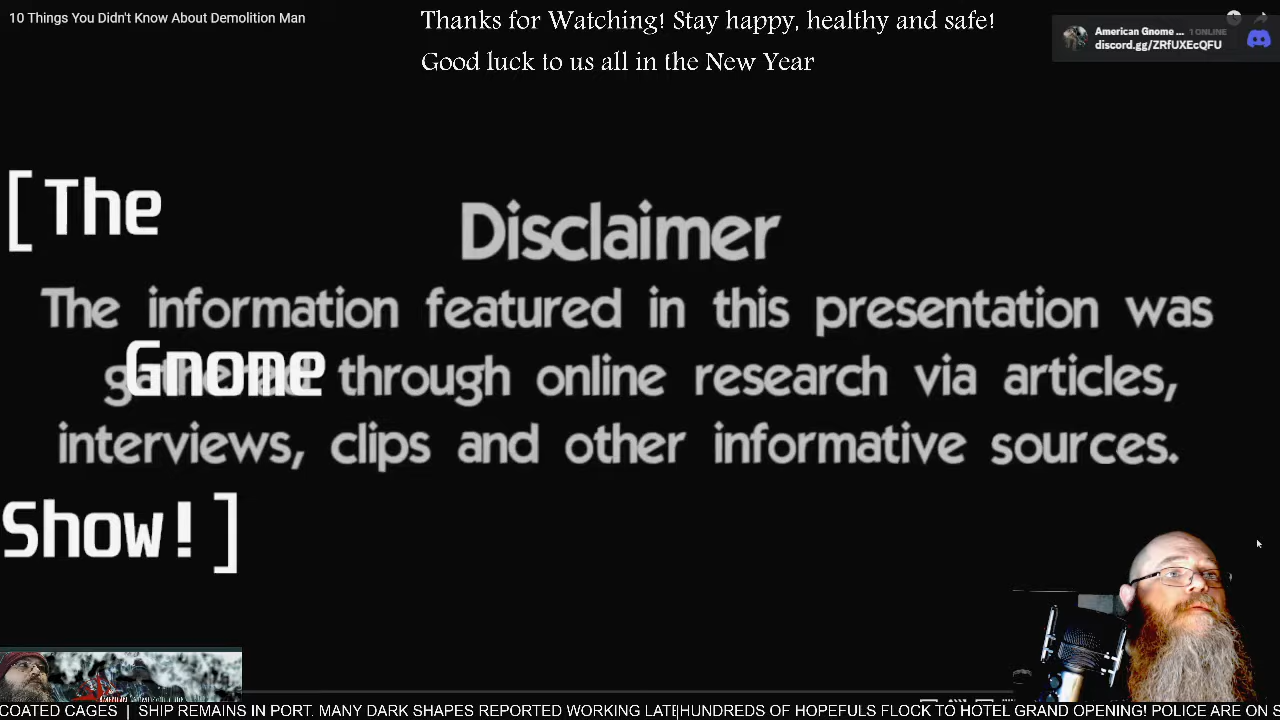 10 Things You Didn't Know About Demolition Man
Thanks for Watching! Stay happy, healthy and safe!
Good luck to us all in the New Year
American Gnome ... 1 ONLINE
discord.gg/ZRfUXEcQFU
[The
Gnome
Show!]
Disclaimer
The information featured in this presentation was
gathered through online research via articles,
interviews, clips and other informative sources.
COATED CAGES | SHIP REMAINS IN PORT. MANY DARK SHAPES REPORTED WORKING LATE
HUNDREDS OF HOPEFULS FLOCK TO HOTEL GRAND OPENING! POLICE ARE ON S